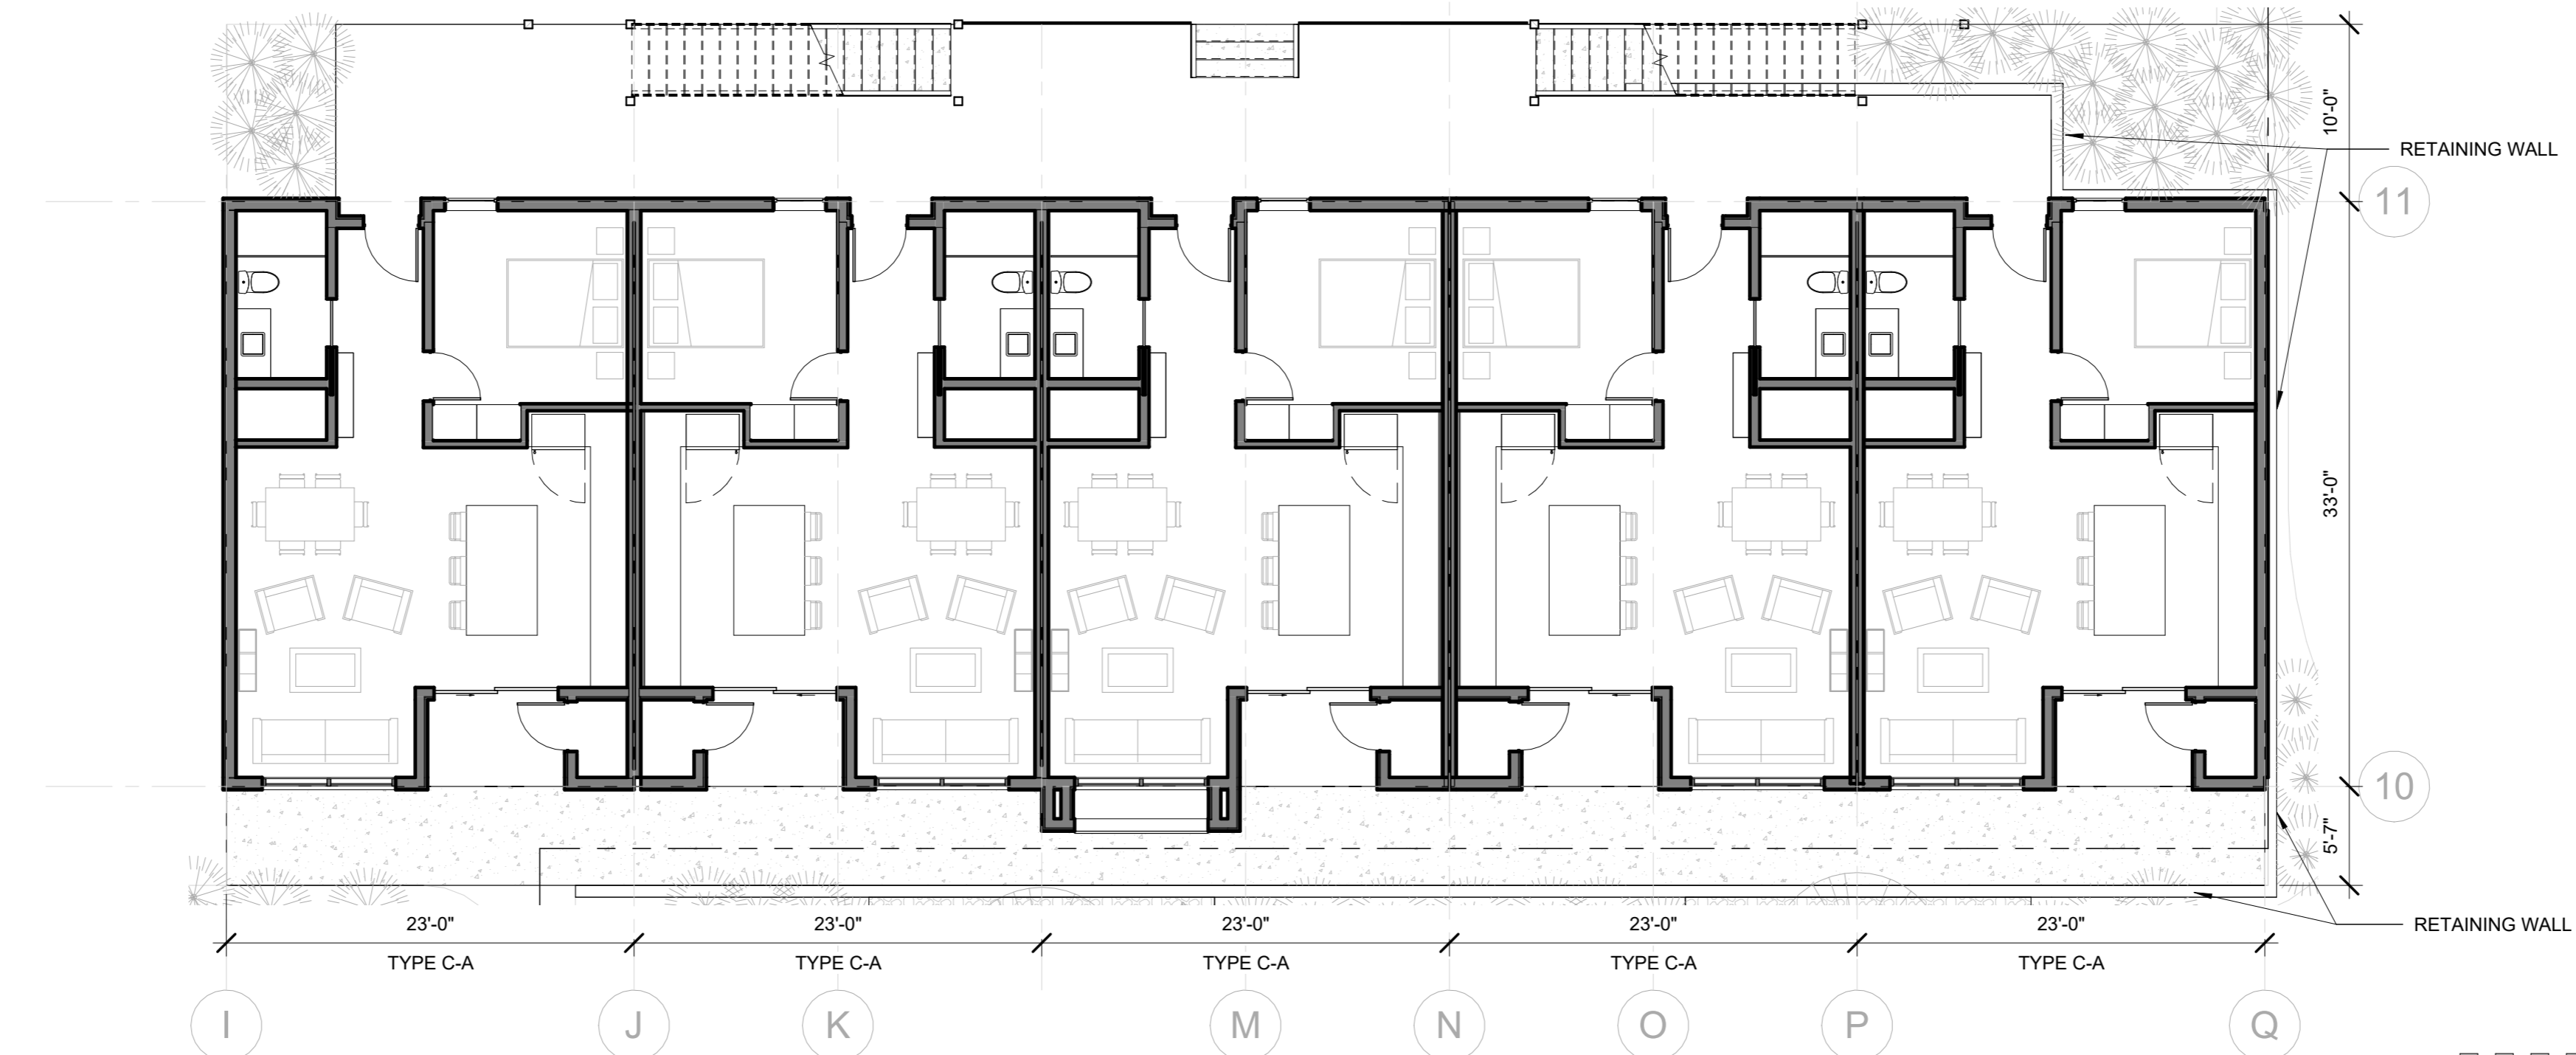 10'-0"
RETAINING WALL
11
33'-0"
10
5'-7"
23'-0" 23'-0" 23'-0" 23'-0" 23'-0"
RETAINING WALL
TYPE C-A TYPE C-A TYPE C-A TYPE C-A TYPE C-A
I J K M N O P Q